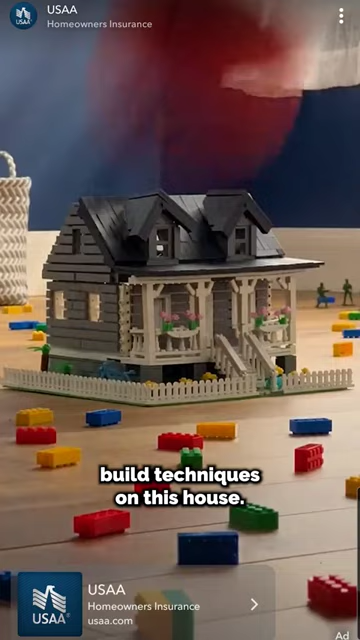 USAA
USAA
Homeowners Insurance
build techniques
on this house.
USAA
USAA
Homeowners Insurance
usaa.com
Ad